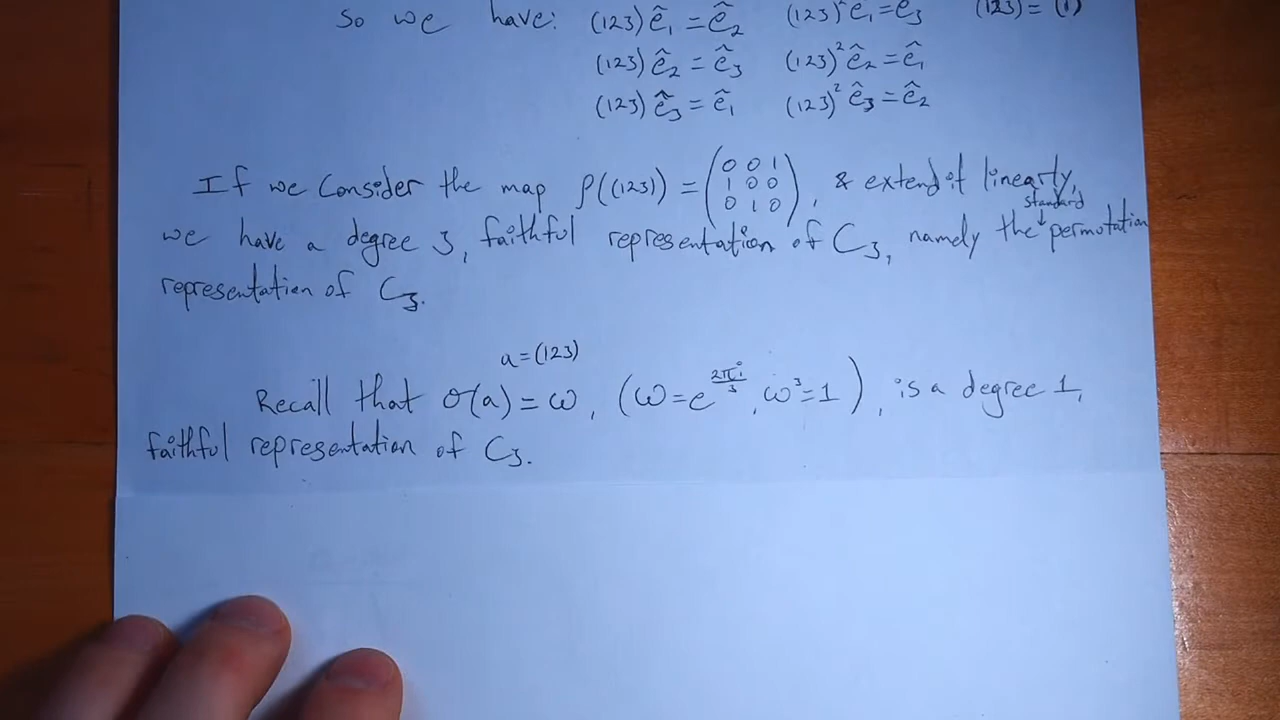 So we have: (123)ê₁ = ê₂ (123)²ê₁ = ê₃ (123)³ = (1)
(123)ê₂ = ê₃ (123)²ê₂ = ê₁
(123)ê₃ = ê₁ (123)²ê₃ = ê₂
If we consider the map ρ((123)) = (0 0 1
1 0 0
0 1 0), & extend it linearly,
standard
we have a degree 3, faithful representation of C₃, namely the ↓ permutation
representation of C₃.
a = (123)
Recall that σ(a) = ω, (ω = e^(2πi/3), ω³ = 1), is a degree 1,
faithful representation of C₃.